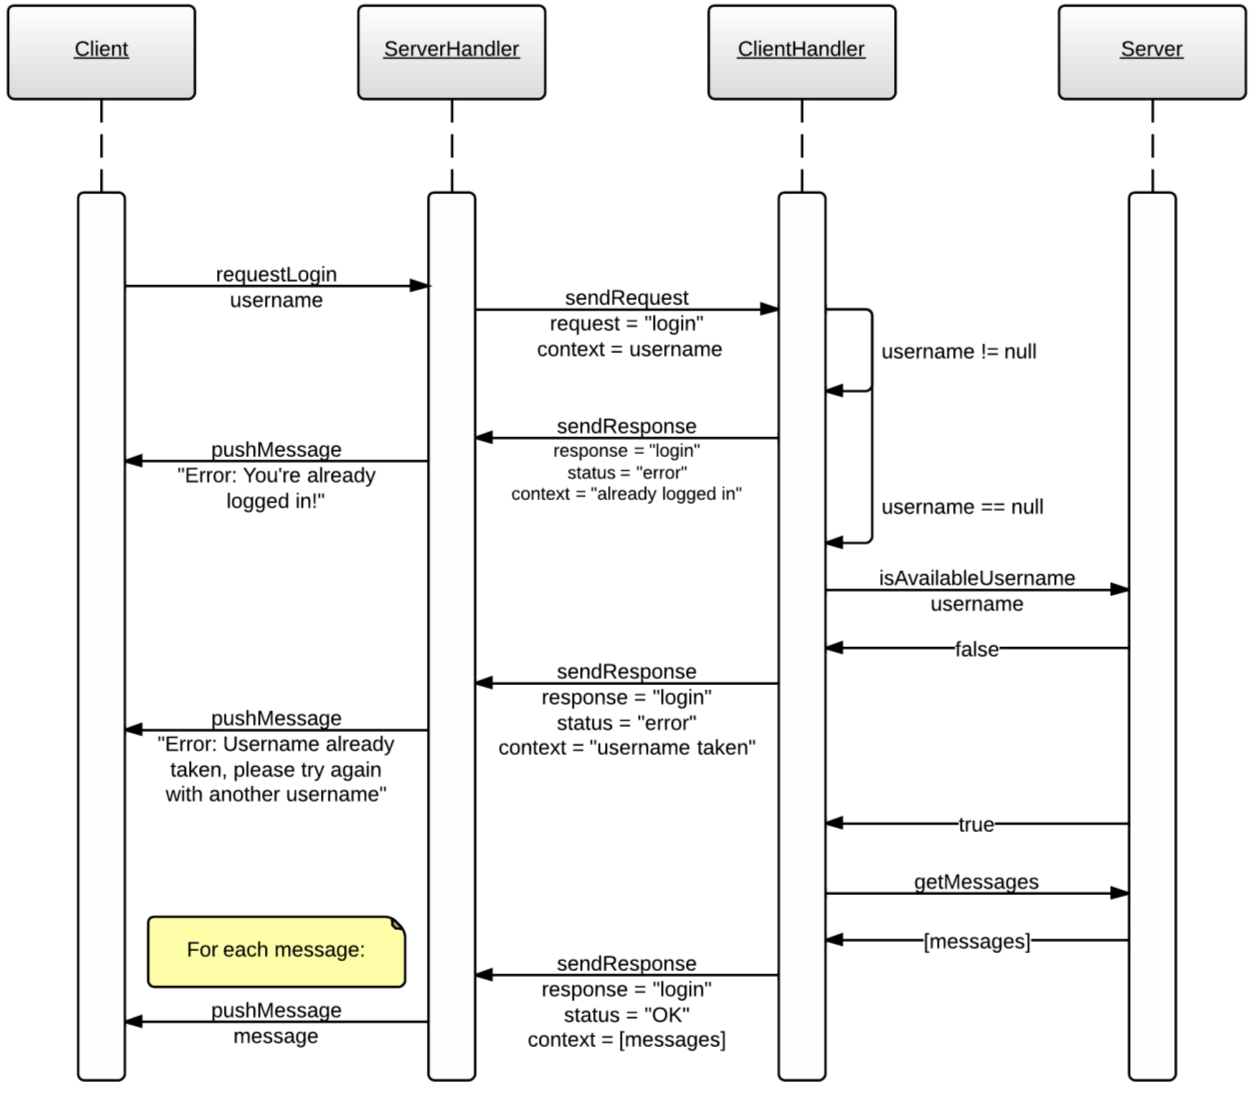 Client
ServerHandler
ClientHandler
Server
requestLogin
username
sendRequest
request = "login"
context = username
username != null
sendResponse
response = "login"
status = "error"
context = "already logged in"
pushMessage
"Error: You're already
logged in!"
username == null
isAvailableUsername
username
false
sendResponse
response = "login"
status = "error"
context = "username taken"
pushMessage
"Error: Username already
taken, please try again
with another username"
true
getMessages
[messages]
For each message:
sendResponse
response = "login"
status = "OK"
context = [messages]
pushMessage
message